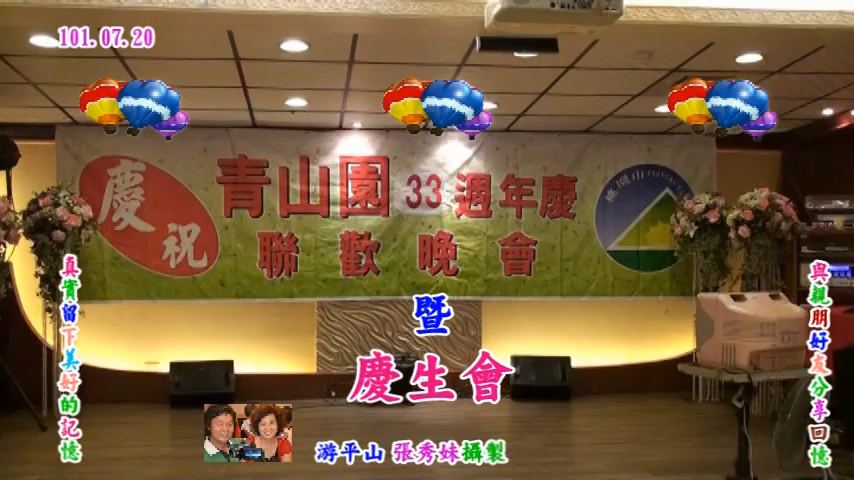 101.07.20
慶祝
青山園 33 週年慶
聯歡晚會
暨
慶生會
真實留下美好的記憶
與親朋好友分享回憶
游平山 張秀妹攝製